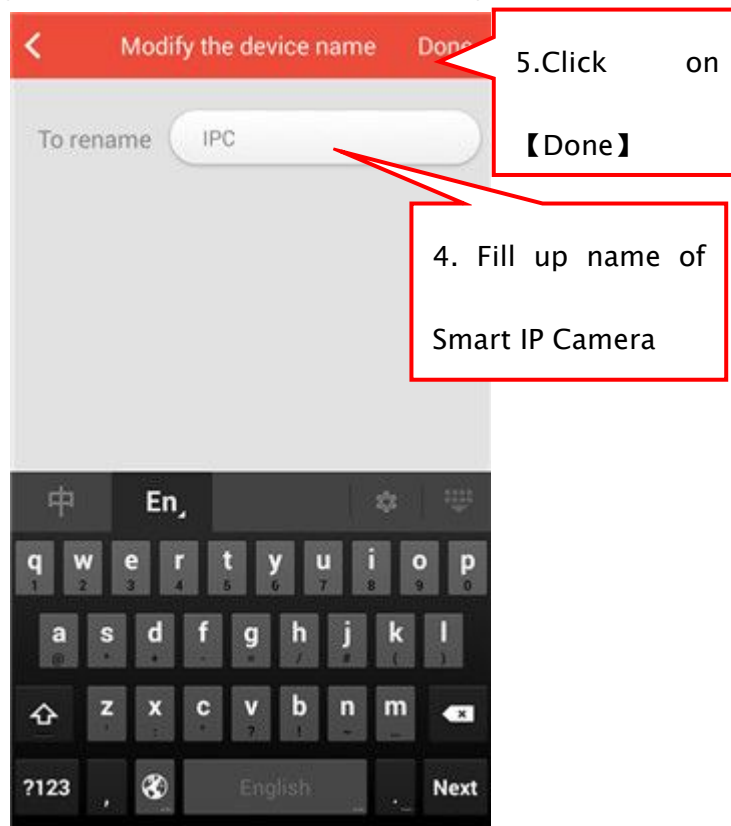 Modify the device name Done
5.Click on
【Done】
To rename IPC
4. Fill up name of
Smart IP Camera
中 En
q w e r t y u i o p
1 2 3 4 5 6 7 8 9 0
a s d f g h j k l
z x c v b n m
?123 , English . Next